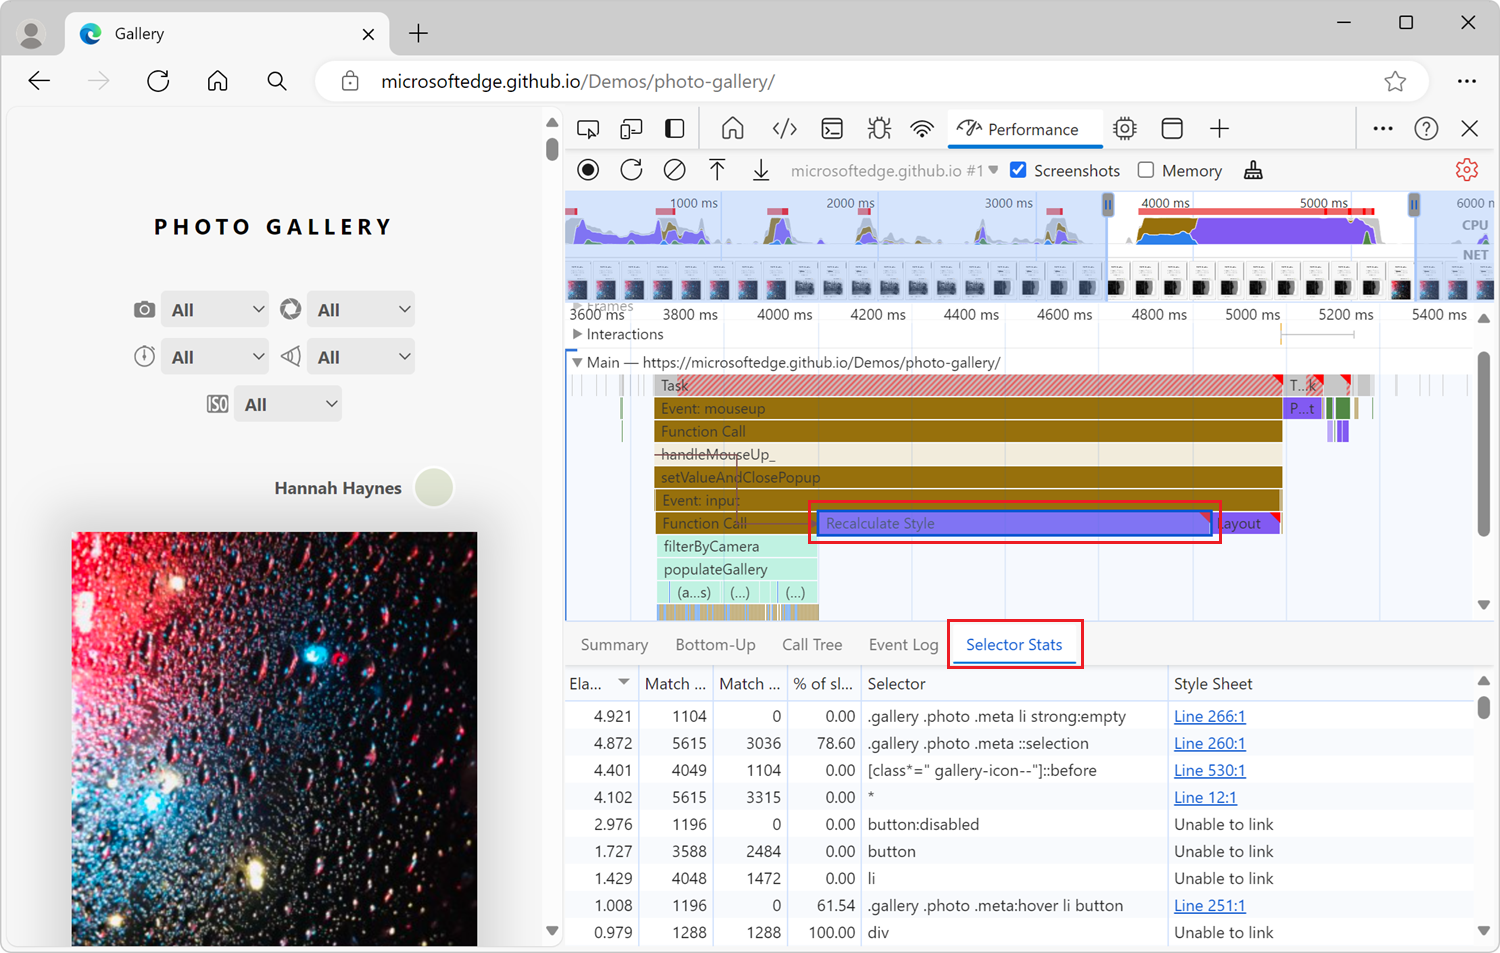 Gallery
microsoftedge.github.io/Demos/photo-gallery/
PHOTO GALLERY
All
All
All
All
ISO All
Hannah Haynes
Performance
microsoftedge.github.io #1 Screenshots Memory
1000 ms 2000 ms 3000 ms 4000 ms 5000 ms 6000 m
CPU
NET
Frames
3600 ms 3800 ms 4000 ms 4200 ms 4400 ms 4600 ms 4800 ms 5000 ms 5200 ms 5400 ms
Interactions
Main — https://microsoftedge.github.io/Demos/photo-gallery/
Task T...k
Event: mouseup P...t
Function Call
handleMouseUp_
setValueAndClosePopup
Event: input
Function Call Recalculate Style Layout
filterByCamera
populateGallery
(a...s) (...) (...)
Summary Bottom-Up Call Tree Event Log Selector Stats
Ela... Match ... Match ... % of sl... Selector Style Sheet
4.921 1104 0 0.00 .gallery .photo .meta li strong:empty Line 266:1
4.872 5615 3036 78.60 .gallery .photo .meta ::selection Line 260:1
4.401 4049 1104 0.00 [class*=" gallery-icon--"]::before Line 530:1
4.102 5615 3315 0.00 * Line 12:1
2.976 1196 0 0.00 button:disabled Unable to link
1.727 3588 2484 0.00 button Unable to link
1.429 4048 1472 0.00 li Unable to link
1.008 1196 0 61.54 .gallery .photo .meta:hover li button Line 251:1
0.979 1288 1288 100.00 div Unable to link